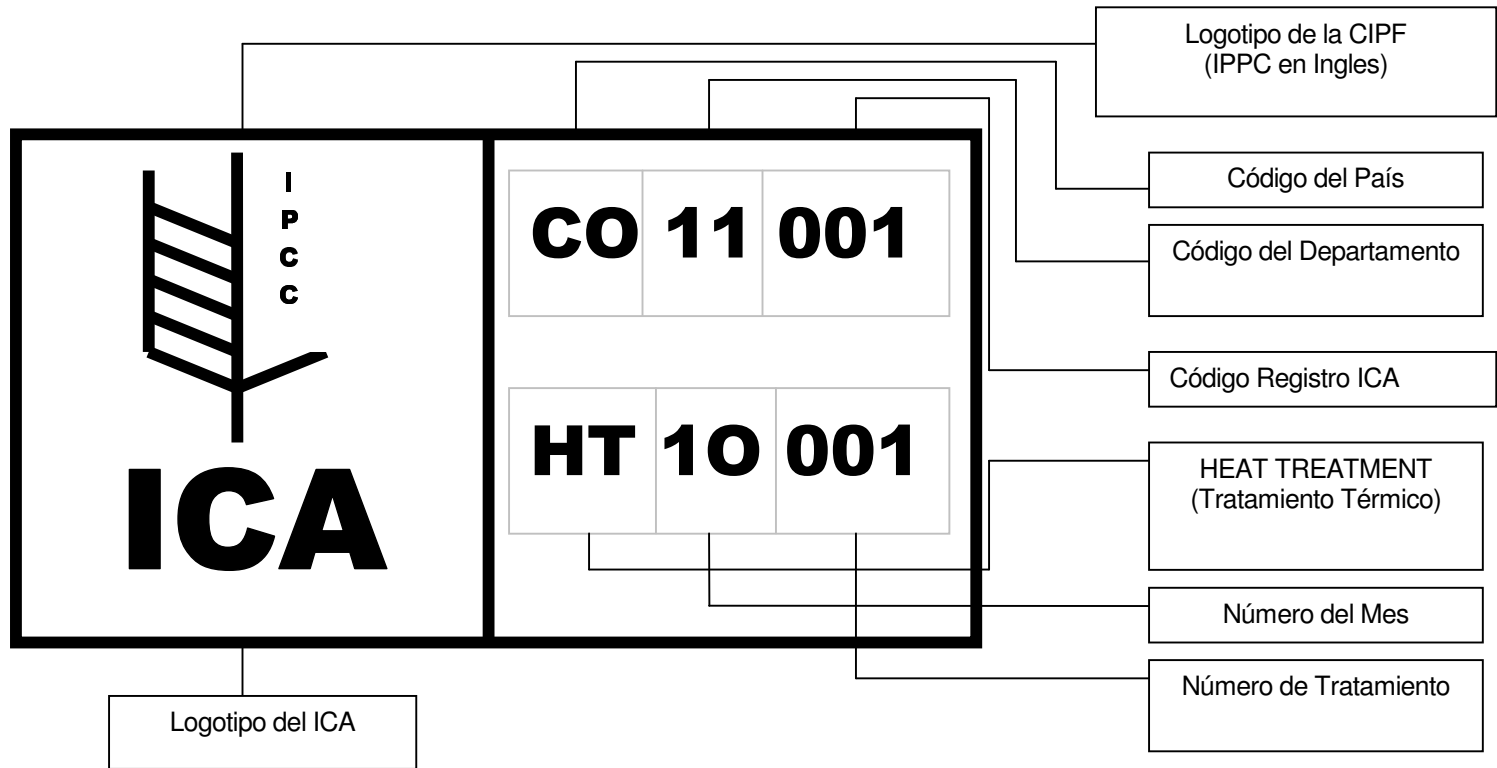 Logotipo de la CIPF
(IPPC en Ingles)
I
P
C
C
CO 11 001
Código del País
Código del Departamento
Código Registro ICA
HT 1O 001
HEAT TREATMENT
(Tratamiento Térmico)
ICA
Número del Mes
Número de Tratamiento
Logotipo del ICA